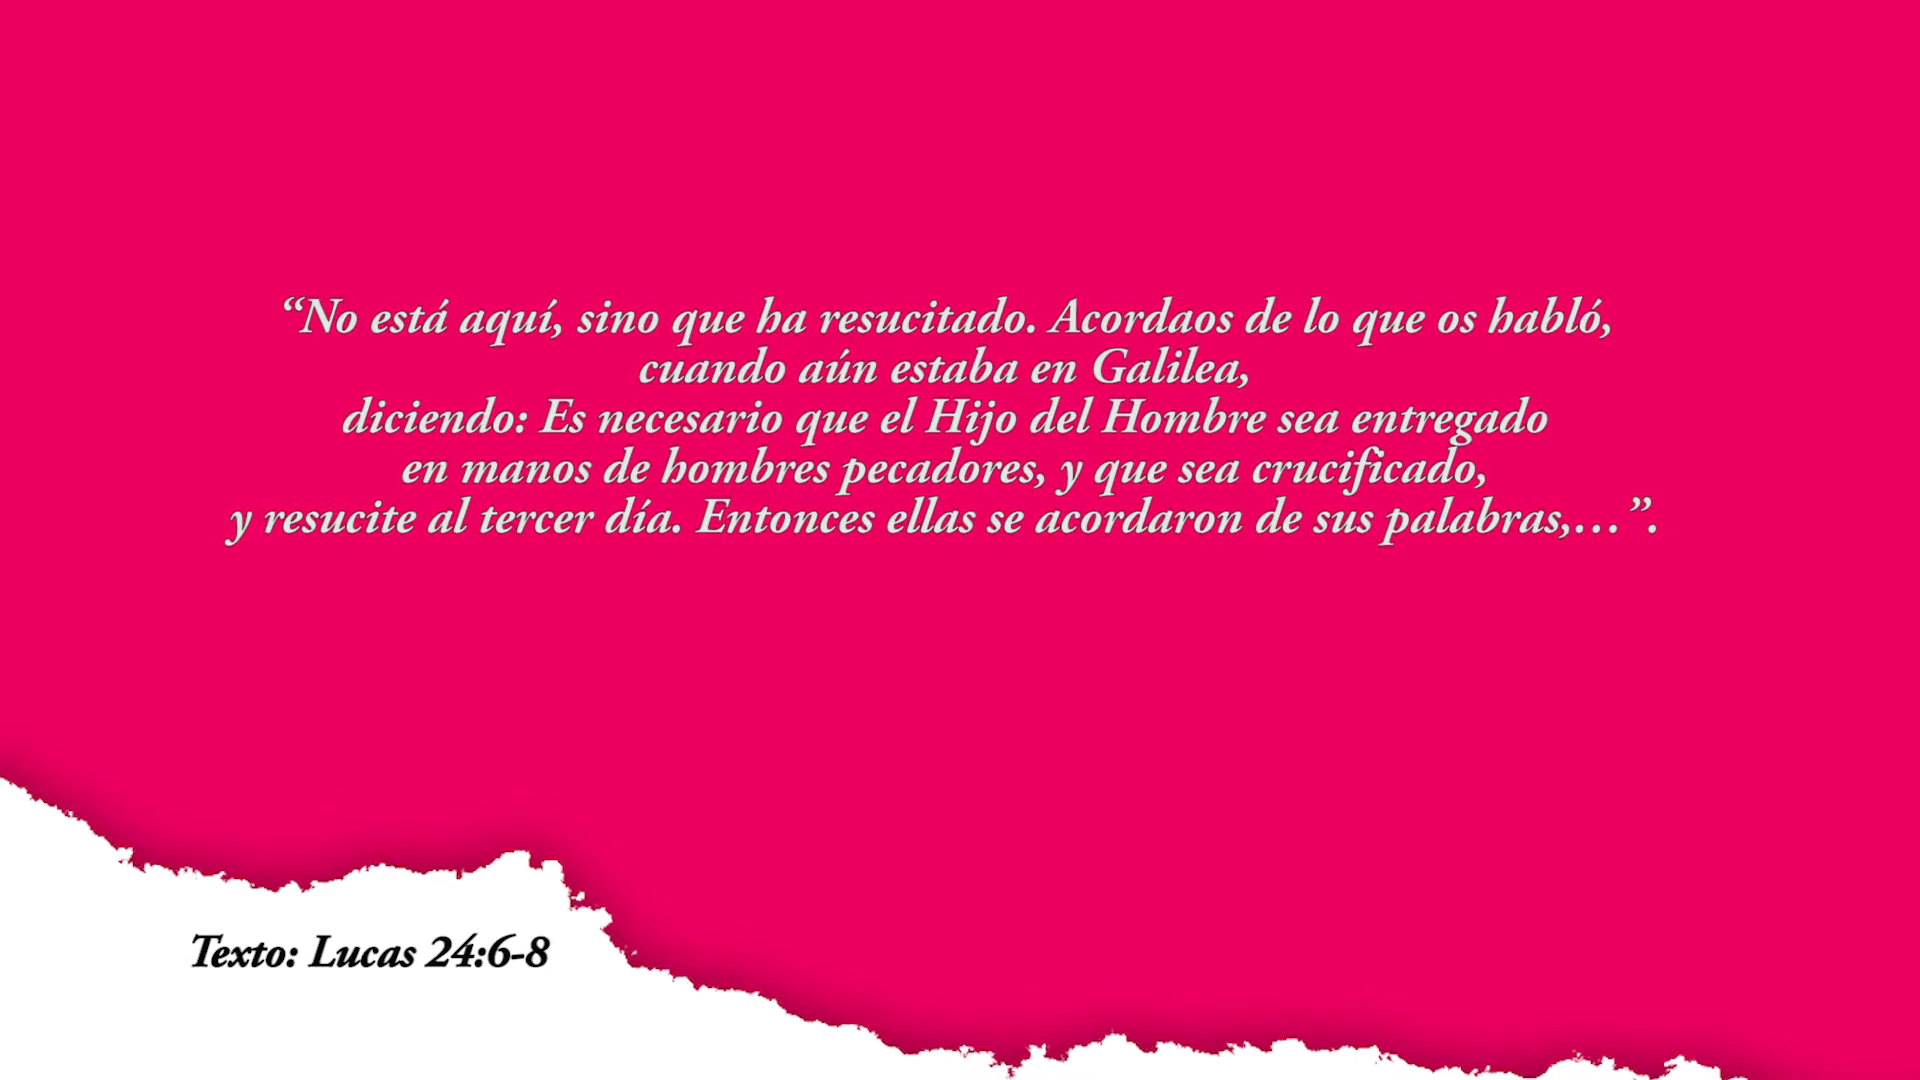 “No está aquí, sino que ha resucitado. Acordaos de lo que os habló,
cuando aún estaba en Galilea,
diciendo: Es necesario que el Hijo del Hombre sea entregado
en manos de hombres pecadores, y que sea crucificado,
y resucite al tercer día. Entonces ellas se acordaron de sus palabras,…”.
Texto: Lucas 24:6-8